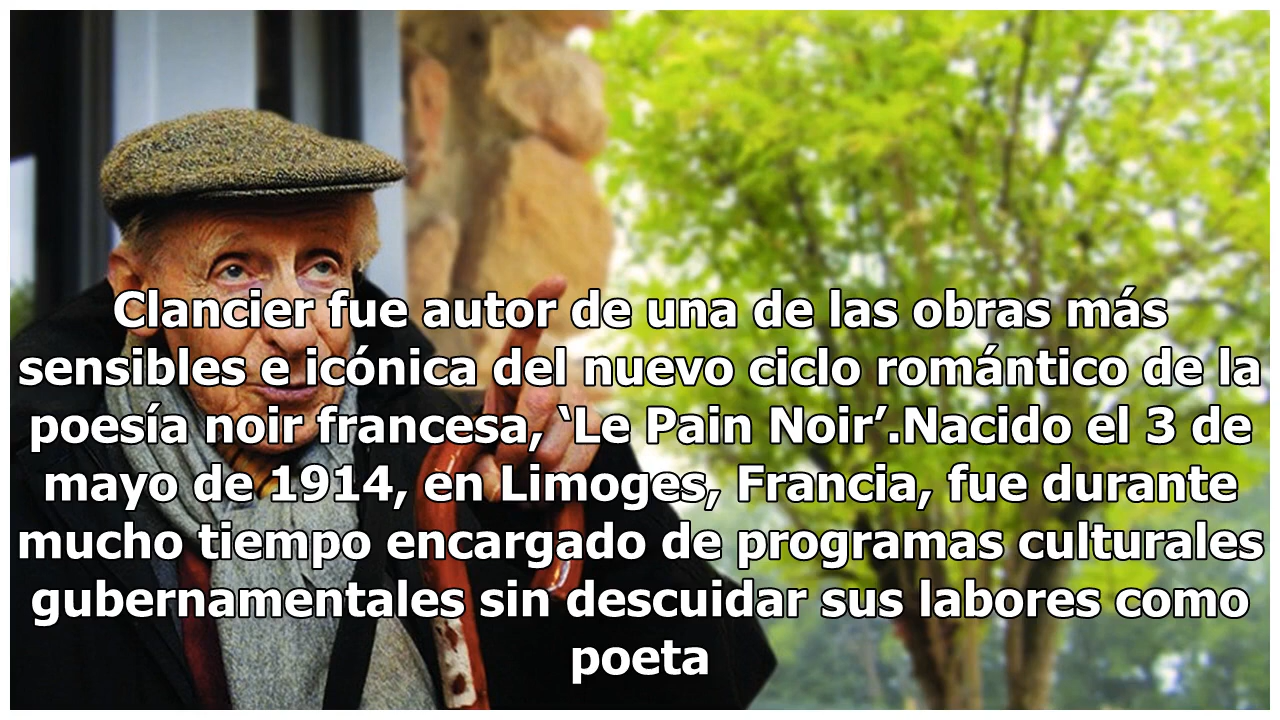 Clancier fue autor de una de las obras más
sensibles e icónica del nuevo ciclo romántico de la
poesía noir francesa, ‘Le Pain Noir’.Nacido el 3 de
mayo de 1914, en Limoges, Francia, fue durante
mucho tiempo encargado de programas culturales
gubernamentales sin descuidar sus labores como
poeta